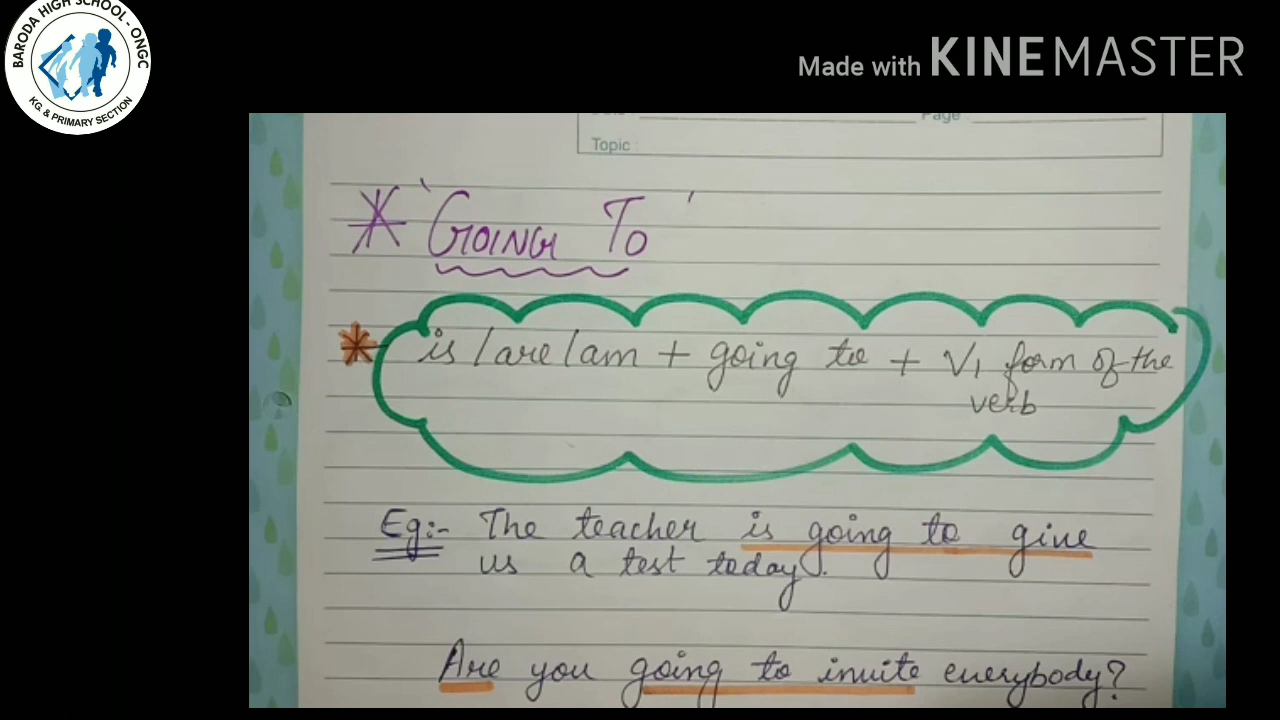 BARODA HIGH SCHOOL - ONGC
KG. & PRIMARY SECTION
Made with KINEMASTER
Page :
Topic :
* 'GOING TO'
* is/are/am + going to + V1 form of the
verb
Eg:- The teacher is going to give
us a test today.
Are you going to invite everybody?